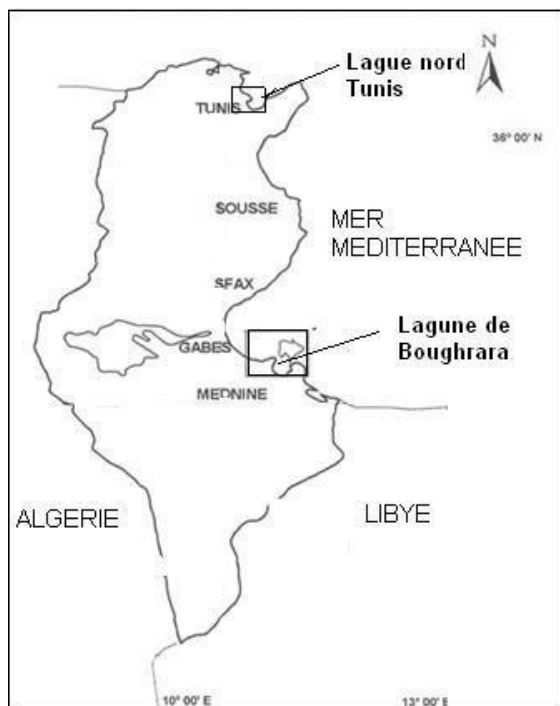 Lague nord
Tunis
N
TUNIS
36° 00' N
SOUSSE
MER
MEDITERRANEE
SFAX
GABES
Lagune de
Boughrara
MEDNINE
ALGERIE
LIBYE
10° 00' E
13° 00' E